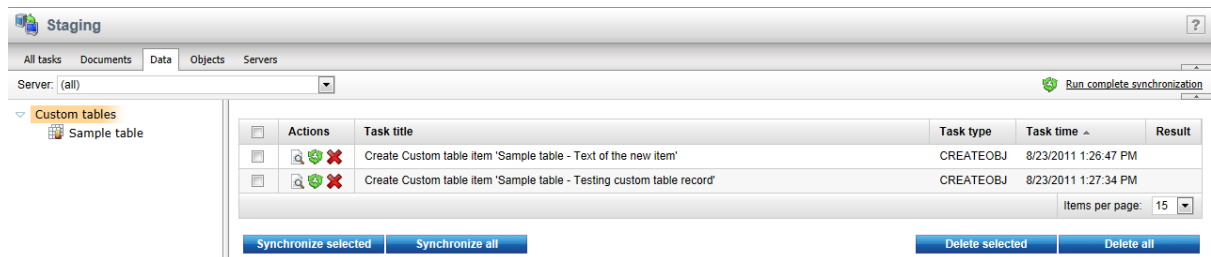 Staging
?
All tasks Documents Data Objects Servers
Server: (all) Run complete synchronization
Custom tables
Sample table
Actions Task title Task type Task time Result
Create Custom table item 'Sample table - Text of the new item' CREATEOBJ 8/23/2011 1:26:47 PM
Create Custom table item 'Sample table - Testing custom table record' CREATEOBJ 8/23/2011 1:27:34 PM
Items per page: 15
Synchronize selected Synchronize all Delete selected Delete all